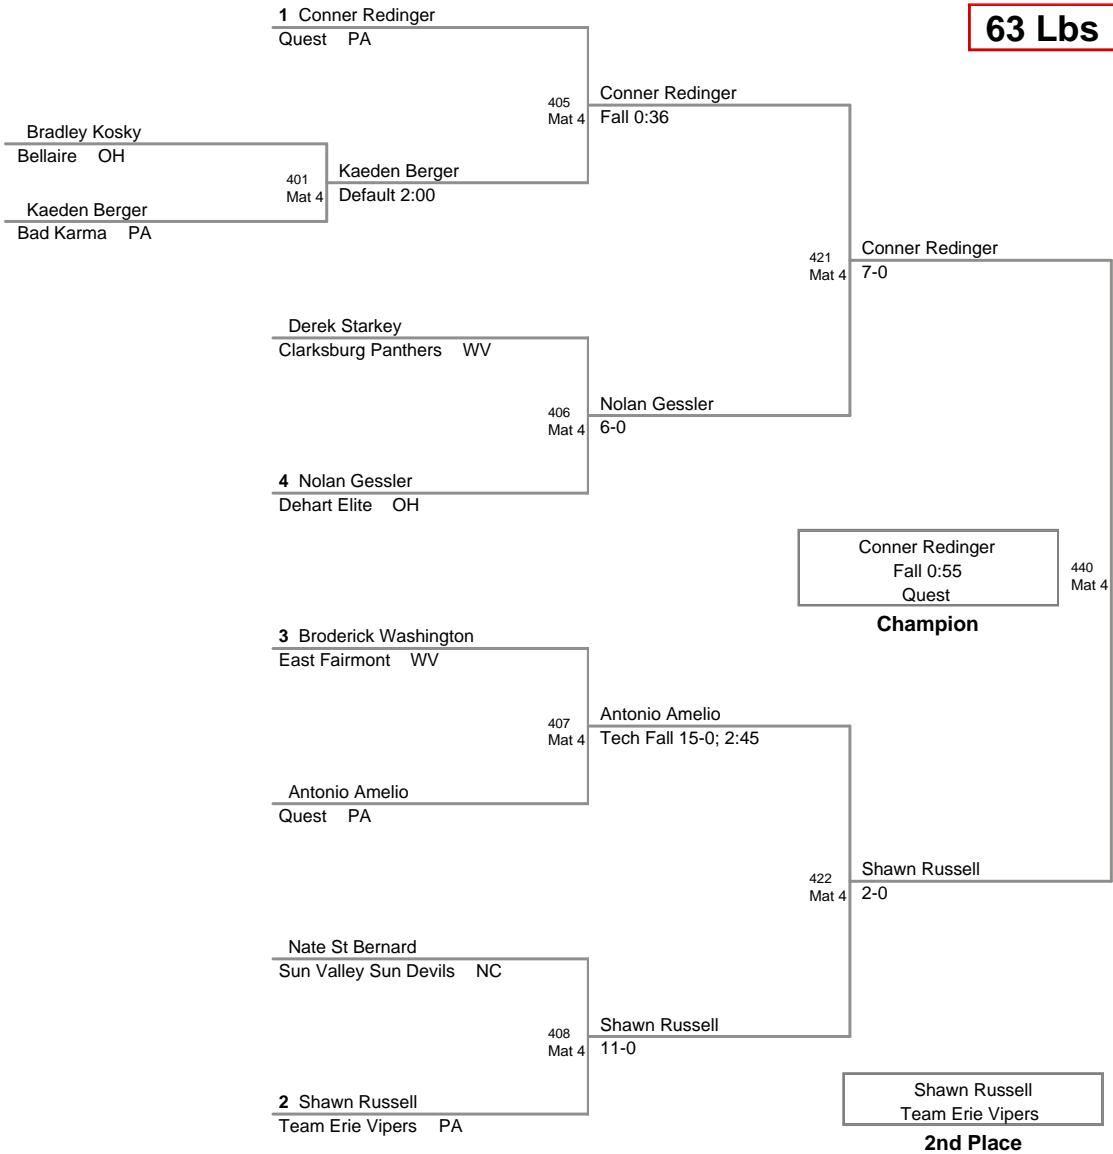 63 Lbs
1 Conner Redinger
Quest PA
405
Mat 4
Conner Redinger
Fall 0:36
Bradley Kosky
Bellaire OH
401
Mat 4
Kaeden Berger
Default 2:00
Kaeden Berger
Bad Karma PA
421
Mat 4
Conner Redinger
7-0
Derek Starkey
Clarksburg Panthers WV
406
Mat 4
Nolan Gessler
6-0
4 Nolan Gessler
Dehart Elite OH
Conner Redinger
Fall 0:55
Quest
Champion
440
Mat 4
3 Broderick Washington
East Fairmont WV
407
Mat 4
Antonio Amelio
Tech Fall 15-0; 2:45
Antonio Amelio
Quest PA
422
Mat 4
Shawn Russell
2-0
Nate St Bernard
Sun Valley Sun Devils NC
408
Mat 4
Shawn Russell
11-0
2 Shawn Russell
Team Erie Vipers PA
Shawn Russell
Team Erie Vipers
2nd Place